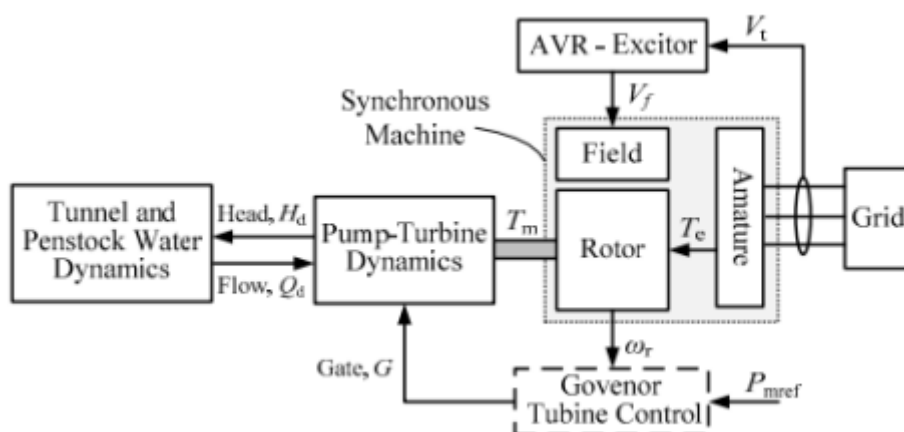 AVR - Excitor
V_t
V_f
Synchronous
Machine
Field
Amature
Grid
Tunnel and
Penstock Water
Dynamics
Head, H_d
Flow, Q_d
Pump-Turbine
Dynamics
T_m
Rotor
T_e
ω_r
Gate, G
Govenor
Tubine Control
P_mref